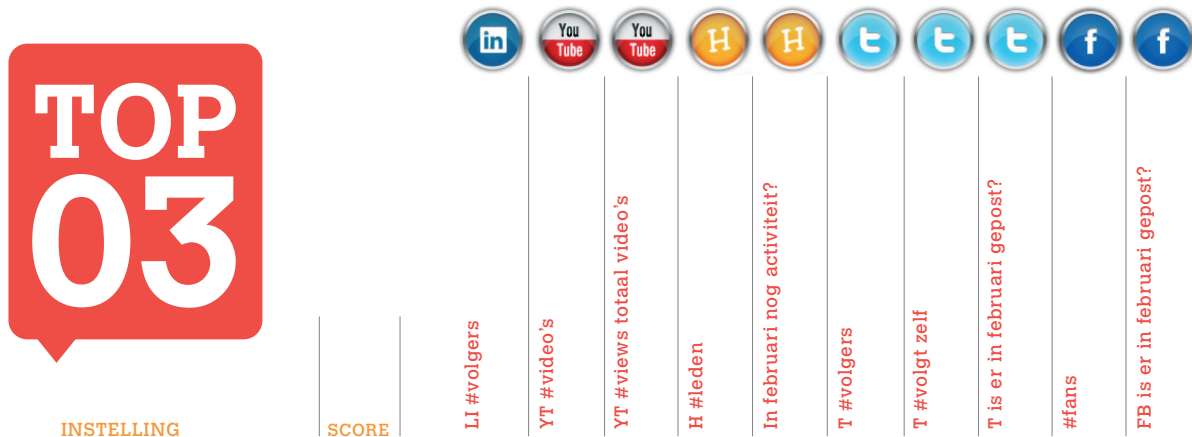 in
You Tube
You Tube
H
H
t
t
t
f
f
TOP
03
INSTELLING
SCORE
LI #volgers
YT #video’s
YT #views totaal video’s
H #leden
In februari nog activiteit?
T #volgers
T #volgt zelf
T is er in februari gepost?
#fans
FB is er in februari gepost?